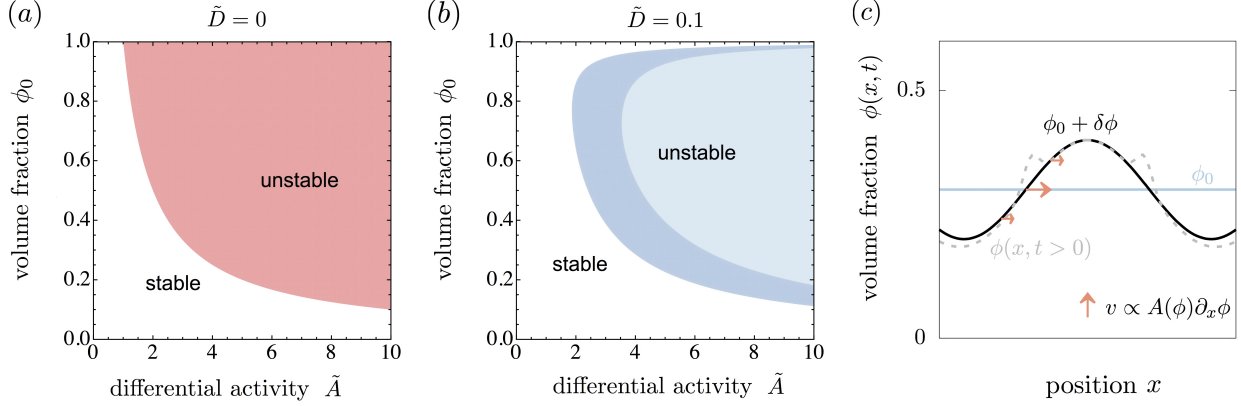 (a)
D̃ = 0
volume fraction ϕ₀
1.0
0.8
0.6
0.4
0.2
0.0
unstable
stable
0 2 4 6 8 10
differential activity Ã
(b)
D̃ = 0.1
volume fraction ϕ₀
1.0
0.8
0.6
0.4
0.2
0.0
unstable
stable
0 2 4 6 8 10
differential activity Ã
(c)
volume fraction ϕ(x, t)
0.5
0
ϕ₀ + δϕ
ϕ₀
ϕ(x, t > 0)
v ∝ A(ϕ)∂ₓϕ
position x